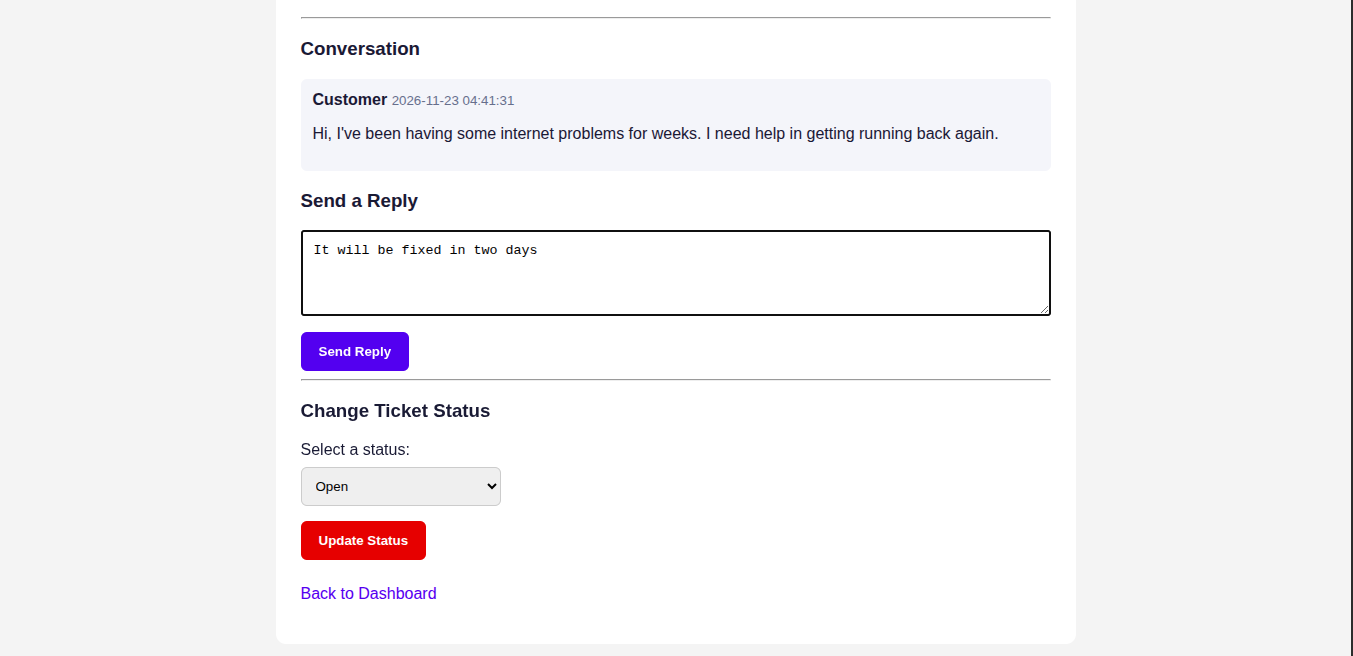 Conversation
Customer 2026-11-23 04:41:31
Hi, I've been having some internet problems for weeks. I need help in getting running back again.
Send a Reply
It will be fixed in two days
Send Reply
Change Ticket Status
Select a status:
Open
Update Status
Back to Dashboard